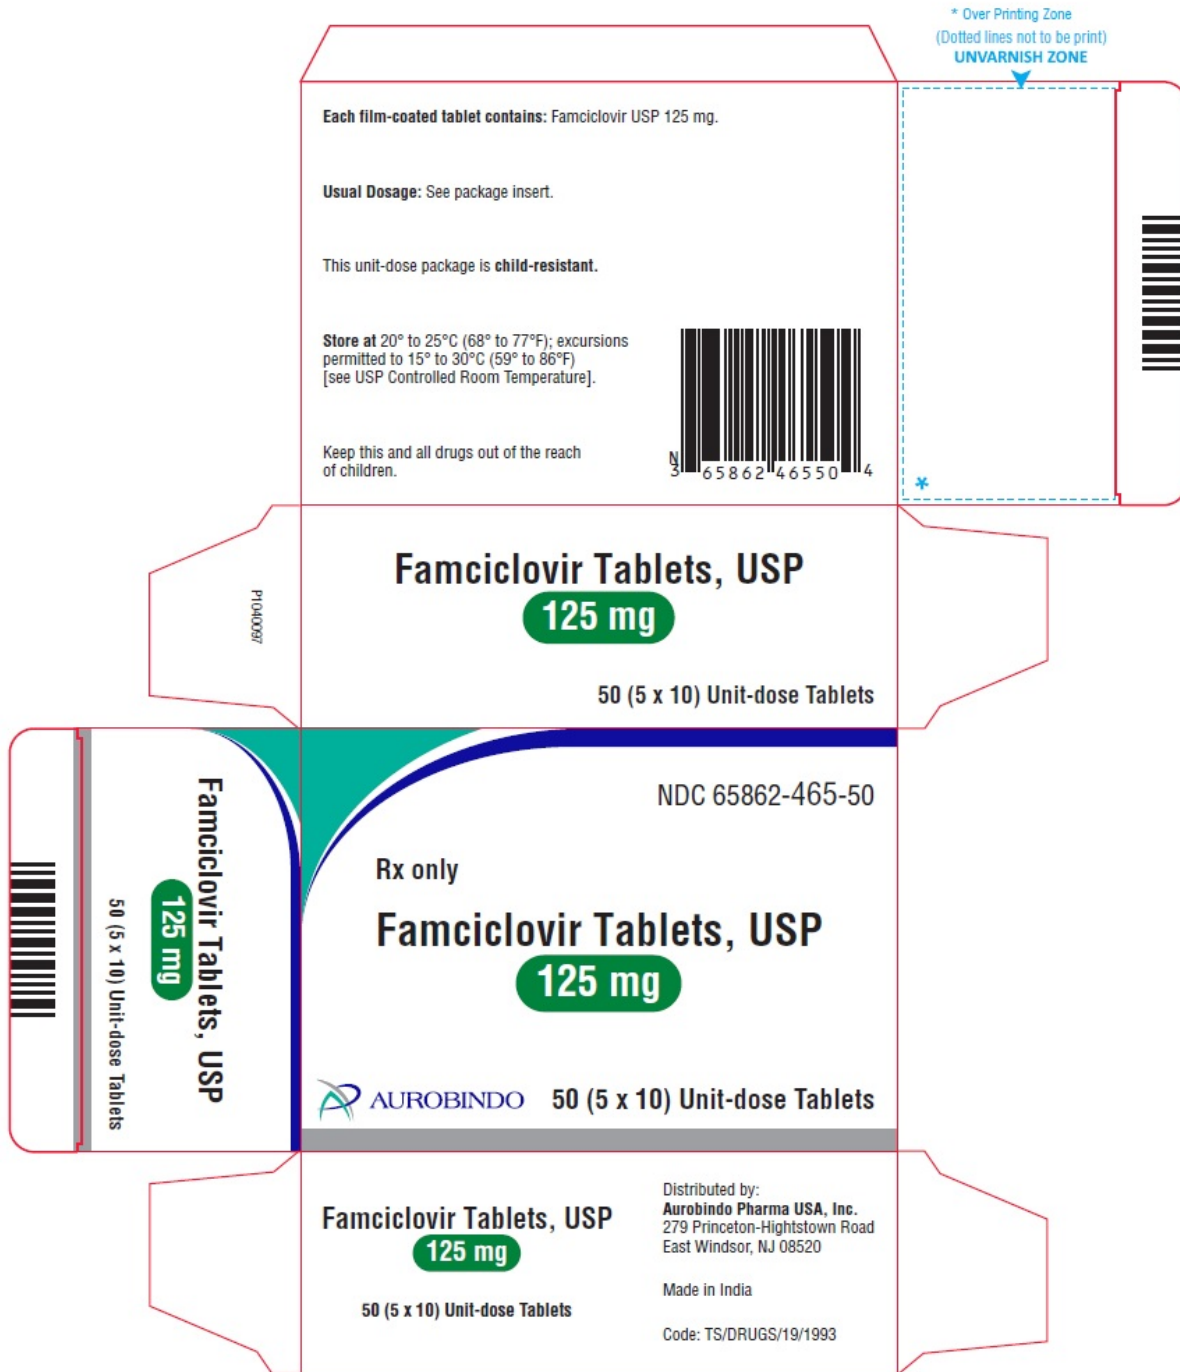 * Over Printing Zone
(Dotted lines not to be print)
UNVARNISH ZONE
Each film-coated tablet contains: Famciclovir USP 125 mg.
Usual Dosage: See package insert.
This unit-dose package is child-resistant.
Store at 20° to 25°C (68° to 77°F); excursions
permitted to 15° to 30°C (59° to 86°F)
[see USP Controlled Room Temperature].
Keep this and all drugs out of the reach
of children.
N
3 65862 46550 4
*
Famciclovir Tablets, USP
125 mg
50 (5 x 10) Unit-dose Tablets
P1040097
Famciclovir Tablets, USP
125 mg
50 (5 x 10) Unit-dose Tablets
NDC 65862-465-50
Rx only
Famciclovir Tablets, USP
125 mg
AUROBINDO
50 (5 x 10) Unit-dose Tablets
Famciclovir Tablets, USP
125 mg
50 (5 x 10) Unit-dose Tablets
Distributed by:
Aurobindo Pharma USA, Inc.
279 Princeton-Hightstown Road
East Windsor, NJ 08520
Made in India
Code: TS/DRUGS/19/1993